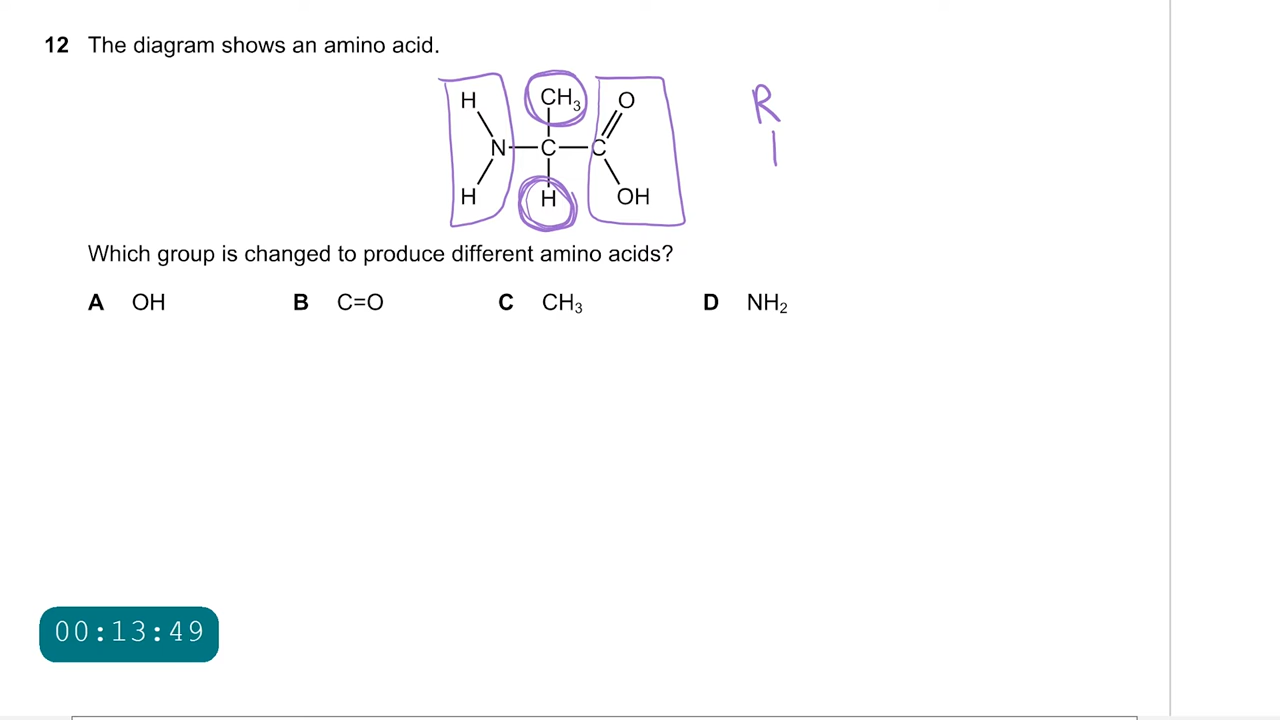 12 The diagram shows an amino acid.
H CH₃ O R
N C C
H H OH
Which group is changed to produce different amino acids?
A OH B C=O C CH₃ D NH₂
00:13:49